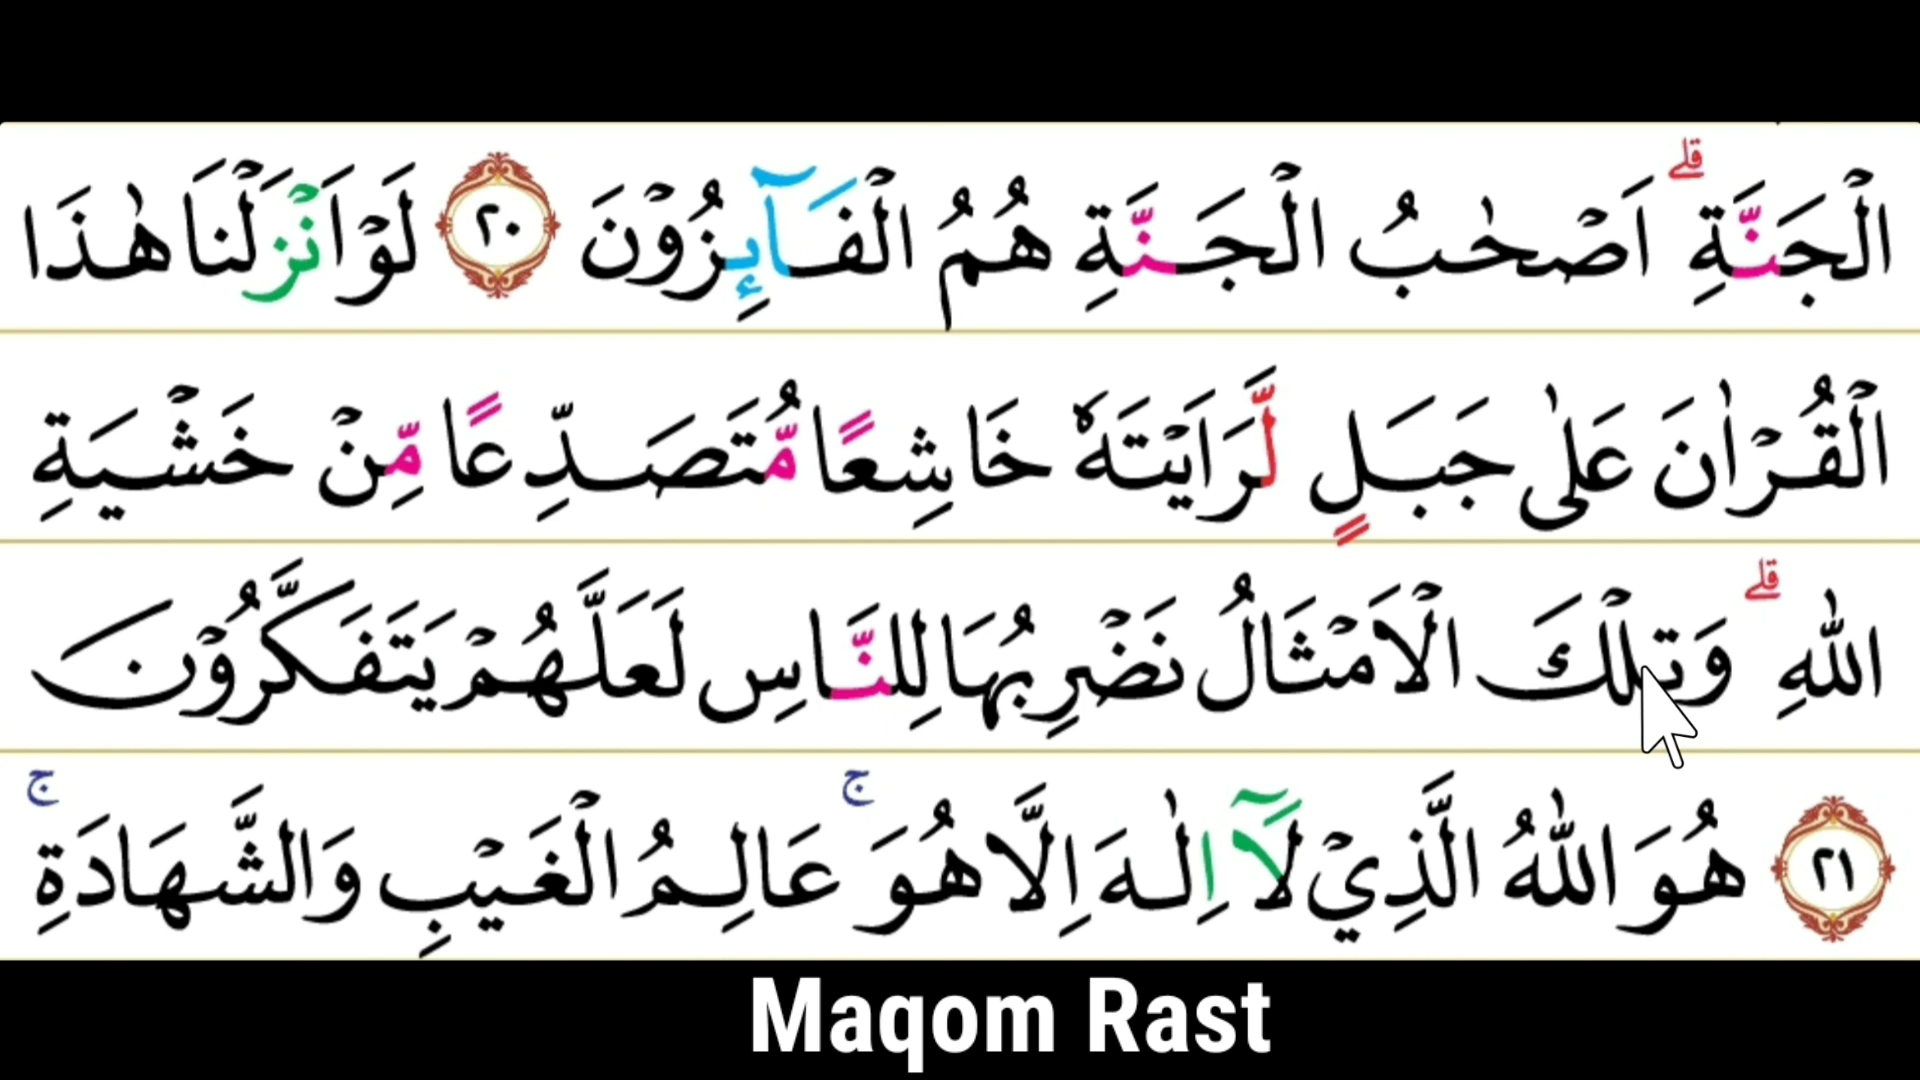 الْجَنَّةِ ۗ اَصْحٰبُ الْجَنَّةِ هُمُ الْفَاۤىِٕزُوْنَ ٢٠ لَوْ اَنْزَلْنَا هٰذَا
الْقُرْاٰنَ عَلٰى جَبَلٍ لَّرَاَيْتَهٗ خَاشِعًا مُّتَصَدِّعًا مِّنْ خَشْيَةِ
اللّٰهِ ۗ وَتِلْكَ الْاَمْثَالُ نَضْرِبُهَا لِلنَّاسِ لَعَلَّهُمْ يَتَفَكَّرُوْنَ
٢١ هُوَ اللّٰهُ الَّذِيْ لَآ اِلٰهَ اِلَّا هُوَ ۚ عَالِمُ الْغَيْبِ وَالشَّهَادَةِ ۚ
Maqom Rast